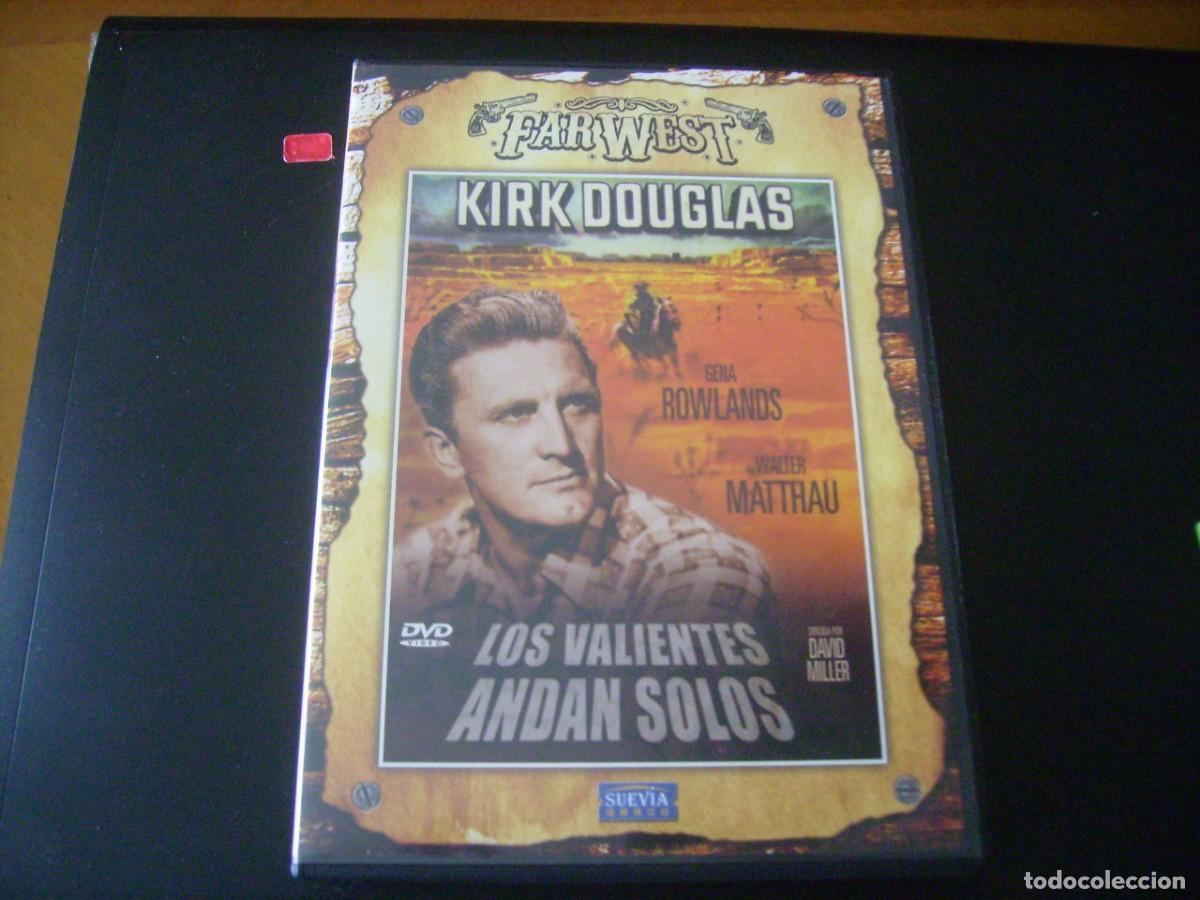 FAR WEST
KIRK DOUGLAS
GENA
ROWLANDS
WALTER
MATTHAU
DVD
VIDEO
LOS VALIENTES
ANDAN SOLOS
DIRIGIDA POR
DAVID
MILLER
SUEVIA
todocoleccion